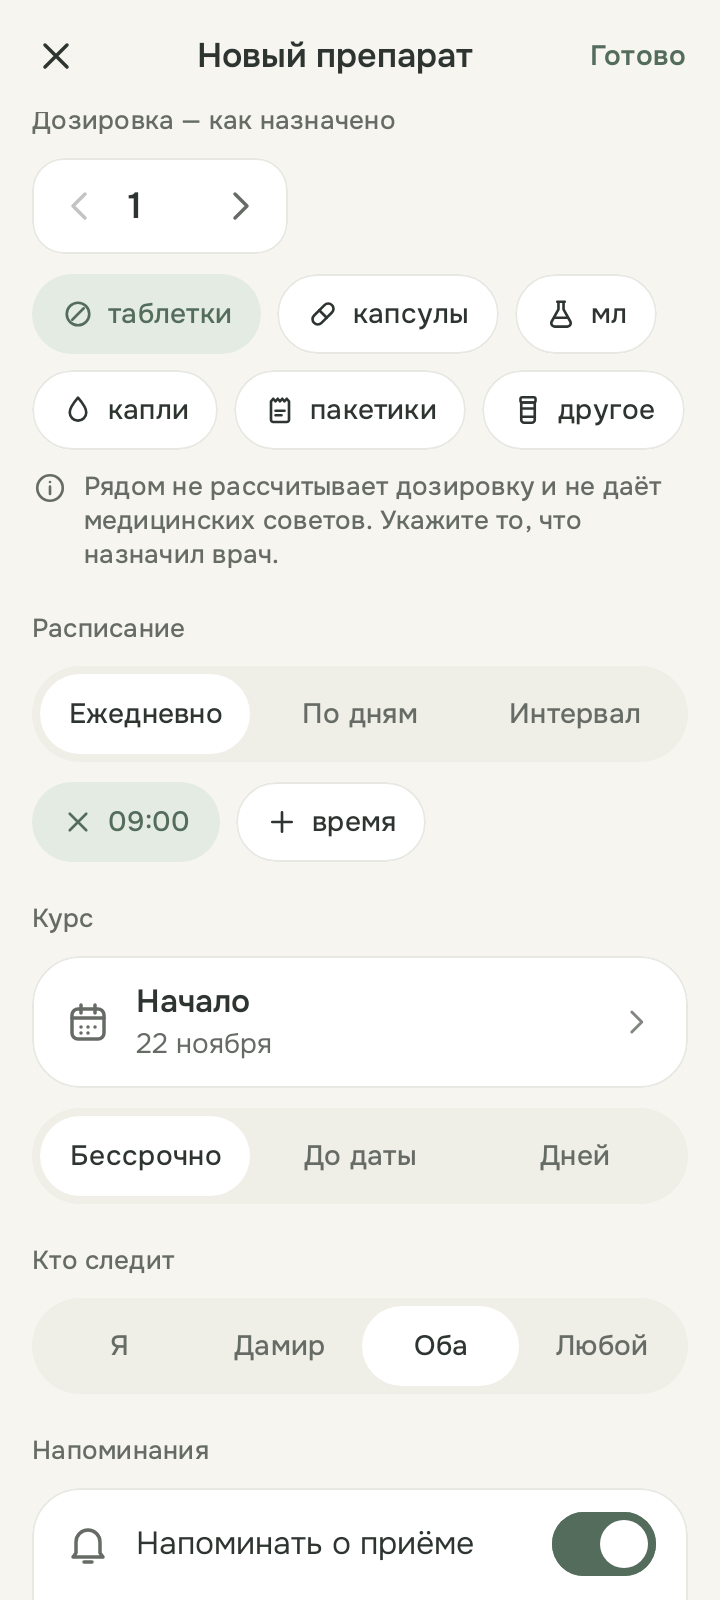 Новый препарат
Готово
Дозировка — как назначено
1
таблетки
капсулы
мл
капли
пакетики
другое
Рядом не рассчитывает дозировку и не даёт
медицинских советов. Укажите то, что
назначил врач.
Расписание
Ежедневно
По дням
Интервал
09:00
время
Курс
Начало
22 ноября
Бессрочно
До даты
Дней
Кто следит
Я
Дамир
Оба
Любой
Напоминания
Напоминать о приёме